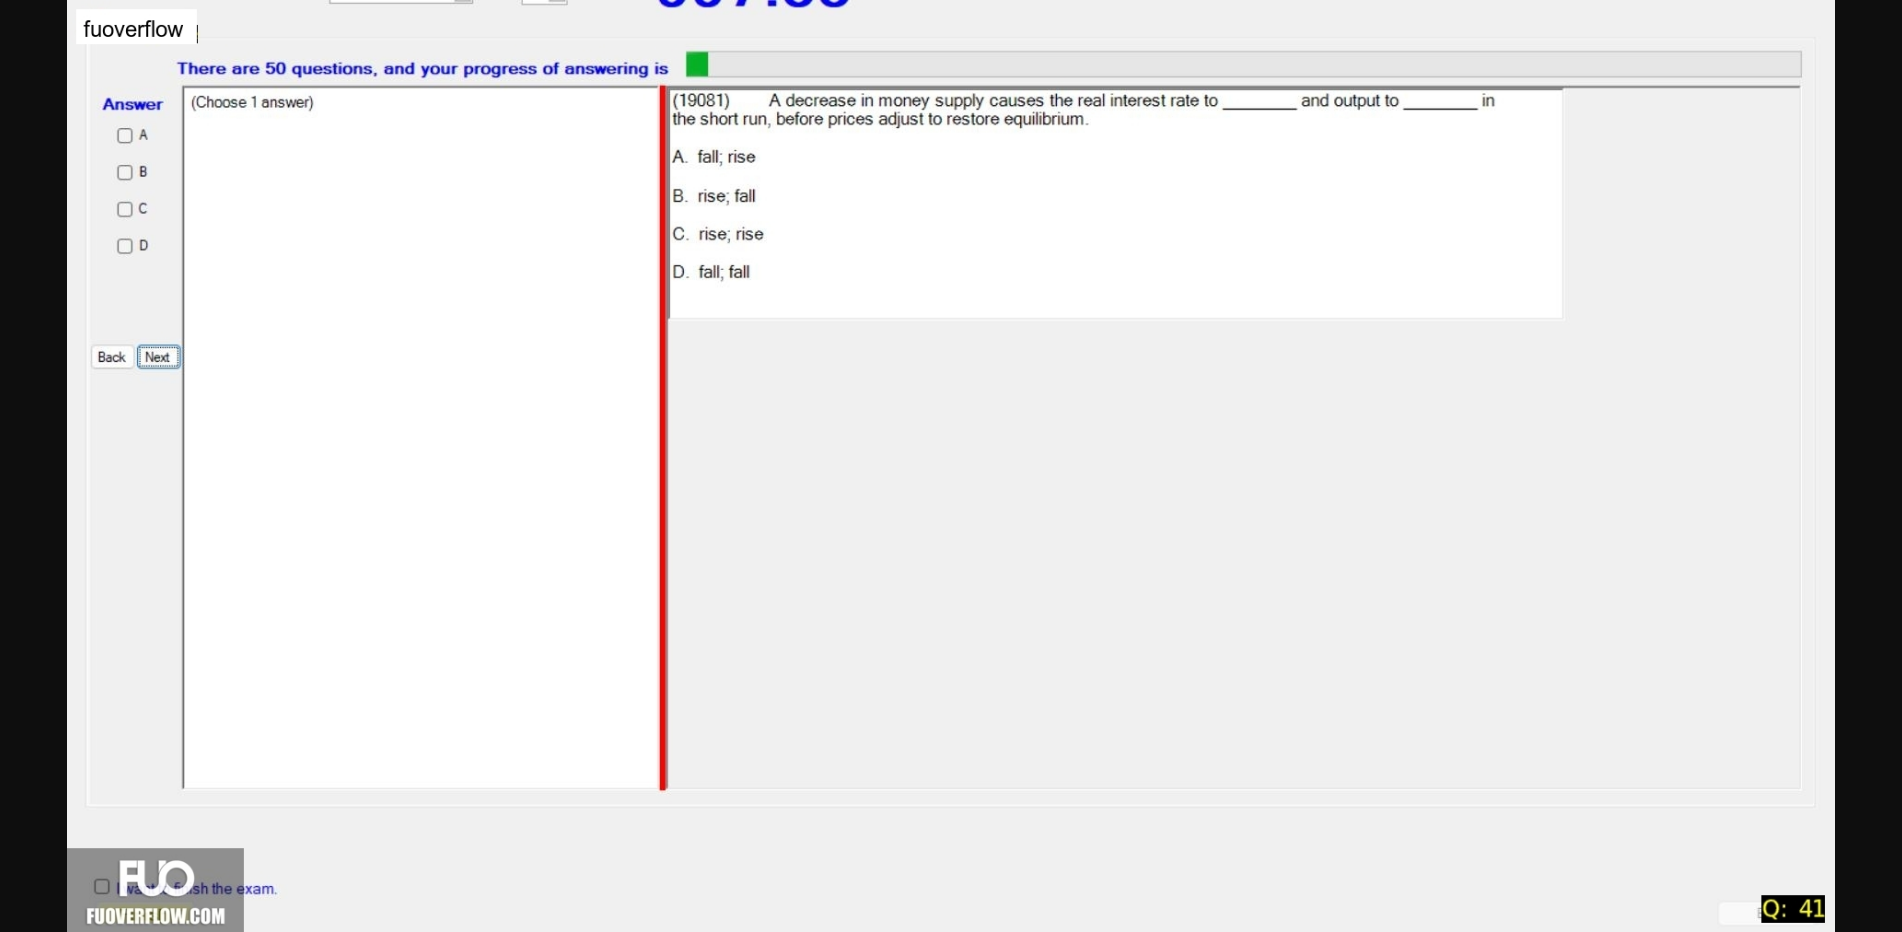 fuoverflow
There are 50 questions, and your progress of answering is
Answer
(Choose 1 answer)
A
B
C
D
Back Next
(19081) A decrease in money supply causes the real interest rate to ________ and output to ________ in
the short run, before prices adjust to restore equilibrium.
A. fall; rise
B. rise; fall
C. rise; rise
D. fall; fall
FUO
sh the exam.
FUOVERFLOW.COM
Q: 41